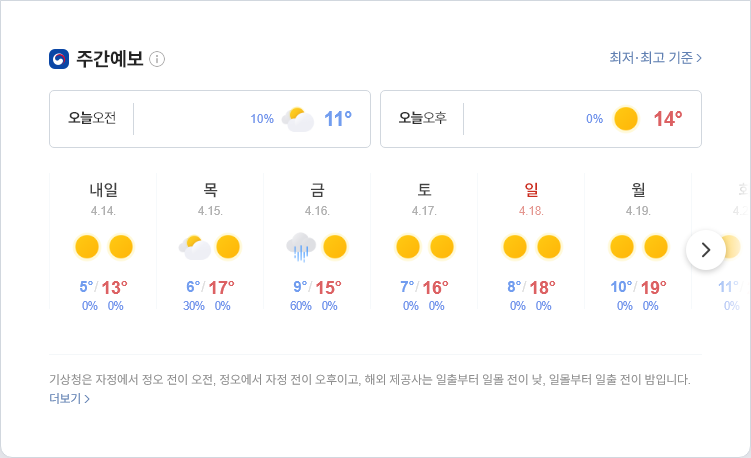 주간예보
최저·최고 기준
오늘오전 10% 11°
오늘오후 0% 14°
내일 목 금 토 일 월 화
4.14. 4.15. 4.16. 4.17. 4.18. 4.19.
5°/13° 6°/17° 9°/15° 7°/16° 8°/18° 10°/19° 11°
0% 0% 30% 0% 60% 0% 0% 0% 0% 0% 0% 0% 0%
기상청은 자정에서 정오 전이 오전, 정오에서 자정 전이 오후이고, 해외 제공사는 일출부터 일몰 전이 낮, 일몰부터 일출 전이 밤입니다.
더보기